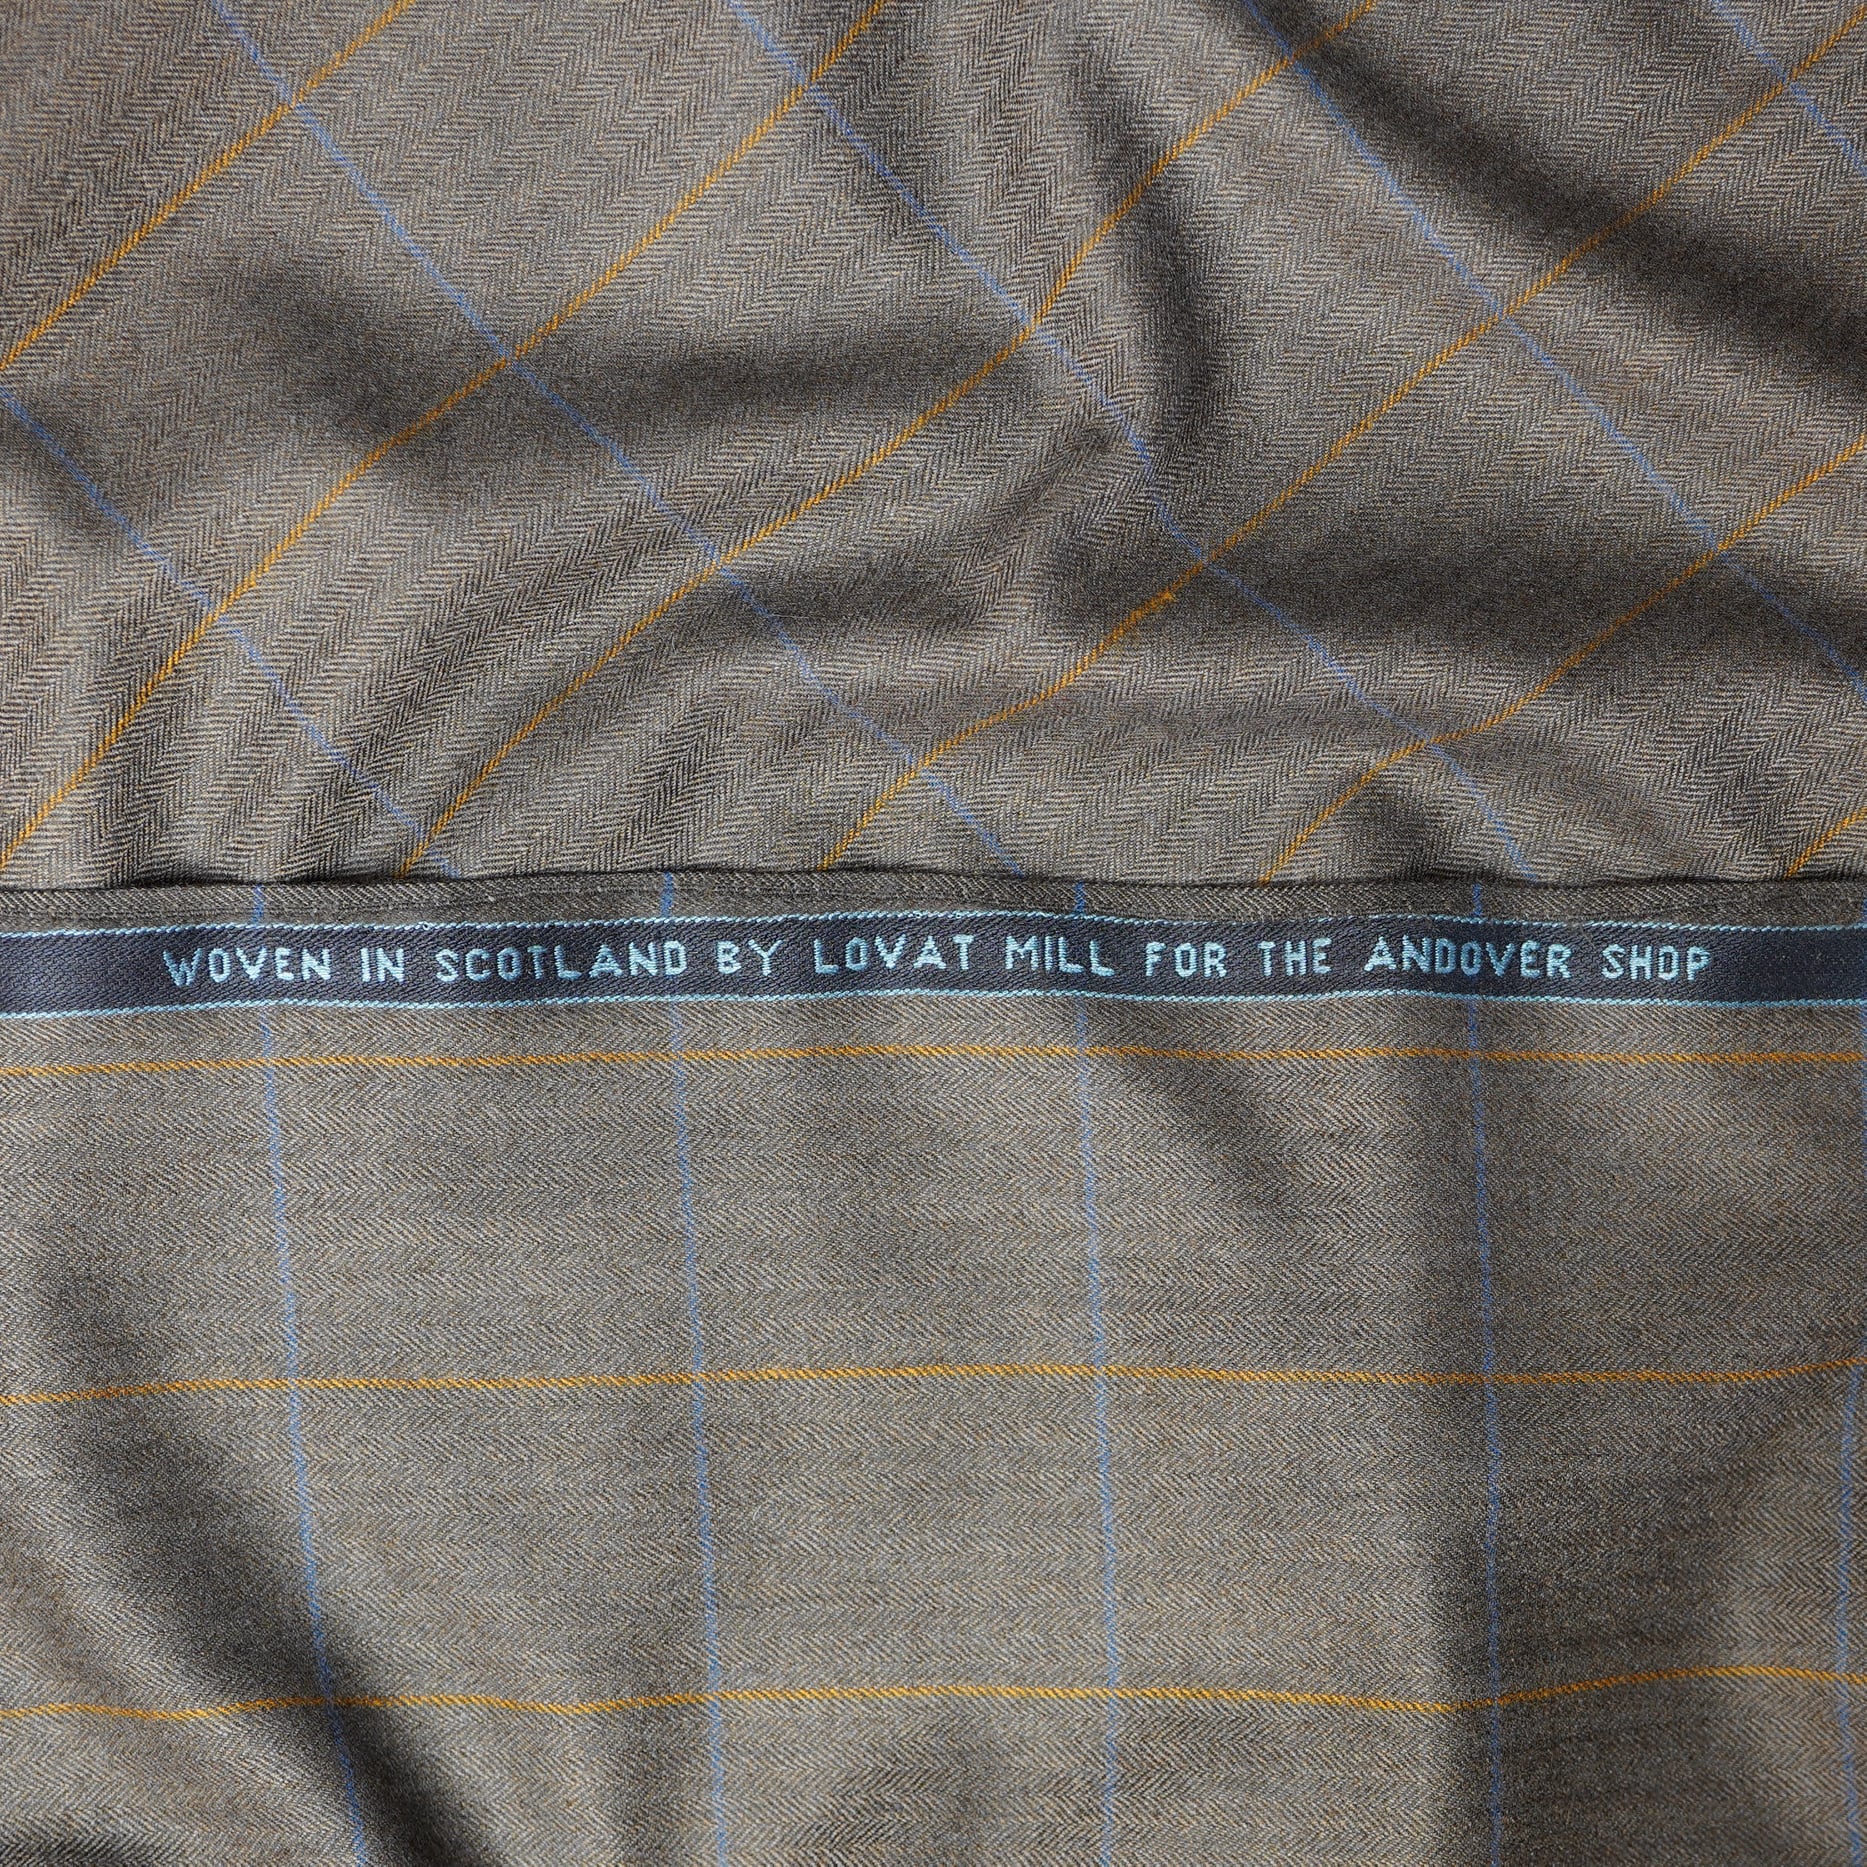 WOVEN IN SCOTLAND BY LOVAT MILL FOR THE ANDOVER SHOP